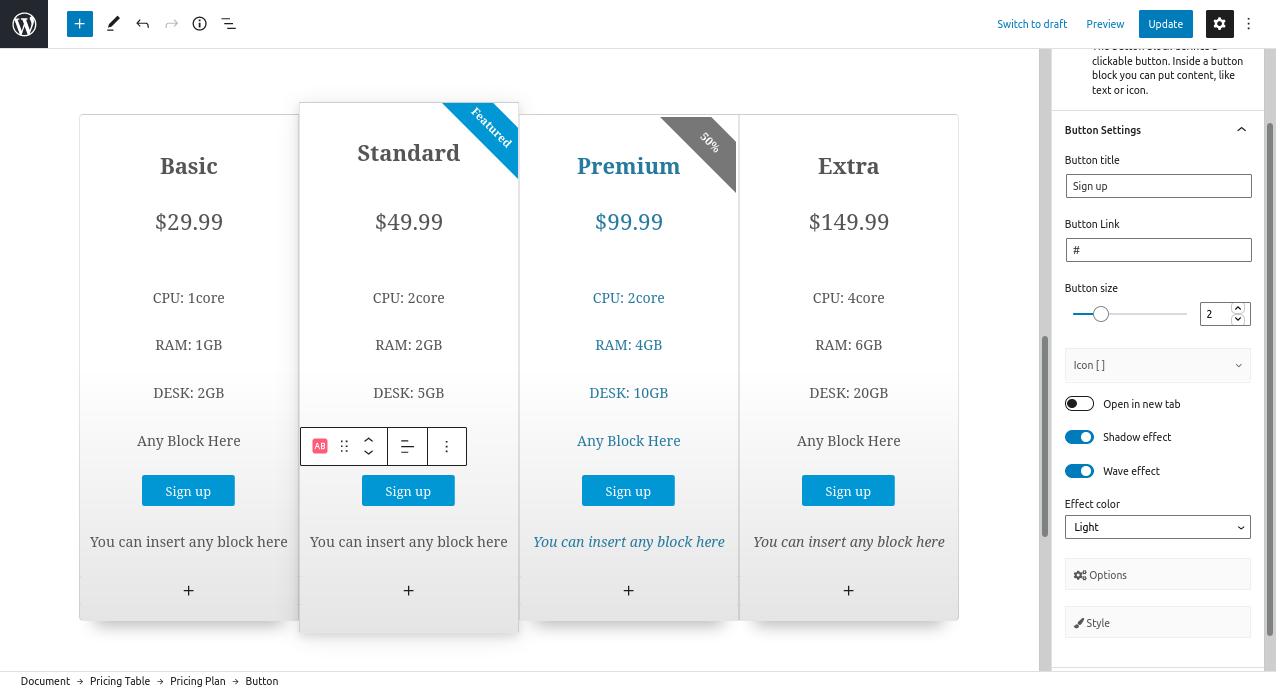 Switch to draft
Preview
Update
clickable button. Inside a button
block you can put content, like
text or icon.
Button Settings
Button title
Sign up
Button Link
#
Button size
2
Icon [ ]
Open in new tab
Shadow effect
Wave effect
Effect color
Light
Options
Style
Basic
$29.99
CPU: 1core
RAM: 1GB
DESK: 2GB
Any Block Here
Sign up
You can insert any block here
+
Featured
Standard
$49.99
CPU: 2core
RAM: 2GB
DESK: 5GB
AB
Sign up
You can insert any block here
+
50%
Premium
$99.99
CPU: 2core
RAM: 4GB
DESK: 10GB
Any Block Here
Sign up
You can insert any block here
+
Extra
$149.99
CPU: 4core
RAM: 6GB
DESK: 20GB
Any Block Here
Sign up
You can insert any block here
+
Document → Pricing Table → Pricing Plan → Button